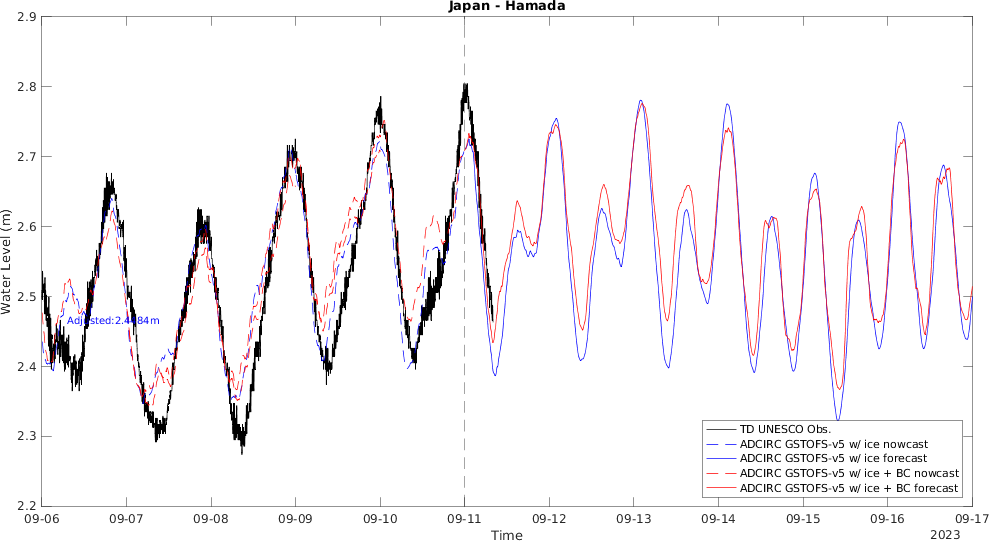 Japan - Hamada
2.9
2.8
2.7
2.6
2.5
2.4
2.3
2.2
Water Level (m)
Adjusted:2.4484m
TD UNESCO Obs.
ADCIRC GSTOFS-v5 w/ ice nowcast
ADCIRC GSTOFS-v5 w/ ice forecast
ADCIRC GSTOFS-v5 w/ ice + BC nowcast
ADCIRC GSTOFS-v5 w/ ice + BC forecast
09-06 09-07 09-08 09-09 09-10 09-11 09-12 09-13 09-14 09-15 09-16 09-17
Time
2023